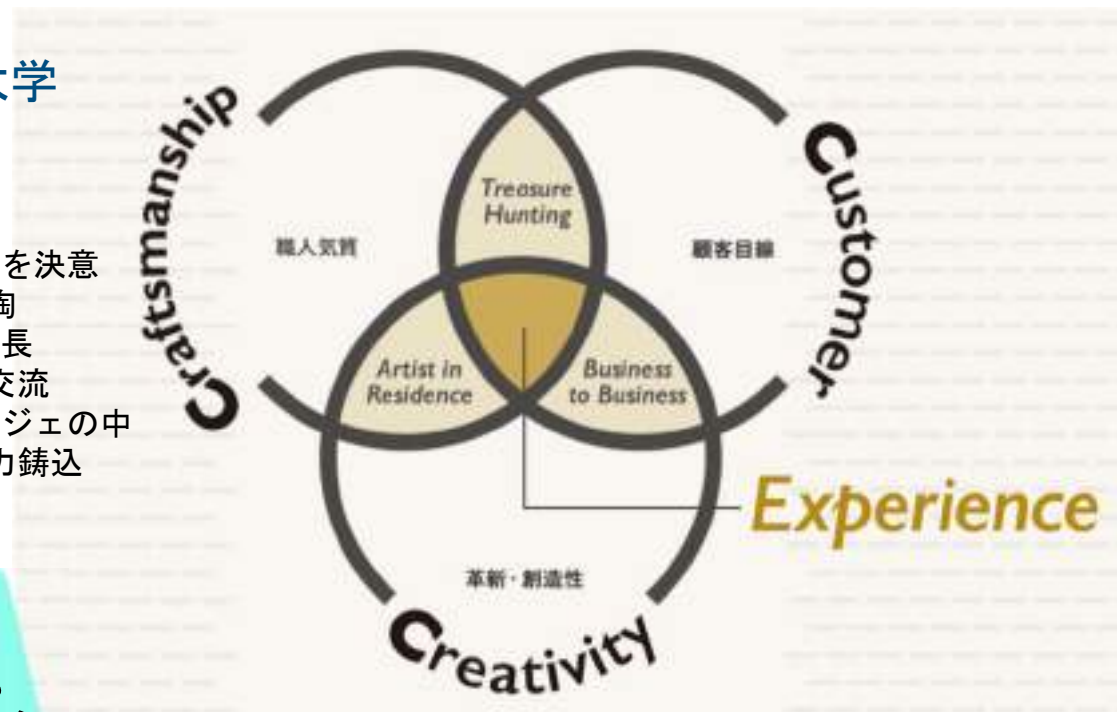 大学
を決意
陶
長
交流
ジェの中
力鋳込
Craftsmanship
職人気質
Treasure
Hunting
顧客目線
Customer
Artist in
Residence
Business
to Business
Experience
革新・創造性
Creativity